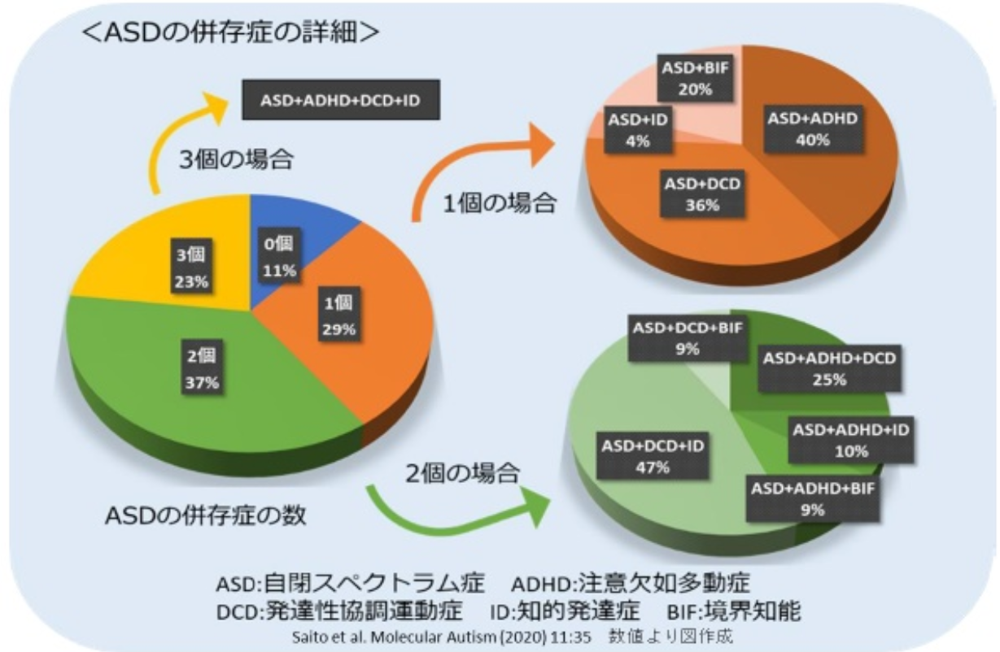 ＜ASDの併存症の詳細＞
ASD+ADHD+DCD+ID
3個の場合
1個の場合
ASD+BIF
20%
ASD+ID
4%
ASD+ADHD
40%
ASD+DCD
36%
0個
11%
3個
23%
1個
29%
2個
37%
ASDの併存症の数
2個の場合
ASD+DCD+BIF
9%
ASD+ADHD+DCD
25%
ASD+ADHD+ID
10%
ASD+DCD+ID
47%
ASD+ADHD+BIF
9%
ASD:自閉スペクトラム症 ADHD:注意欠如多動症
DCD:発達性協調運動症 ID:知的発達症 BIF:境界知能
Saito et al. Molecular Autism (2020) 11:35 数値より図作成